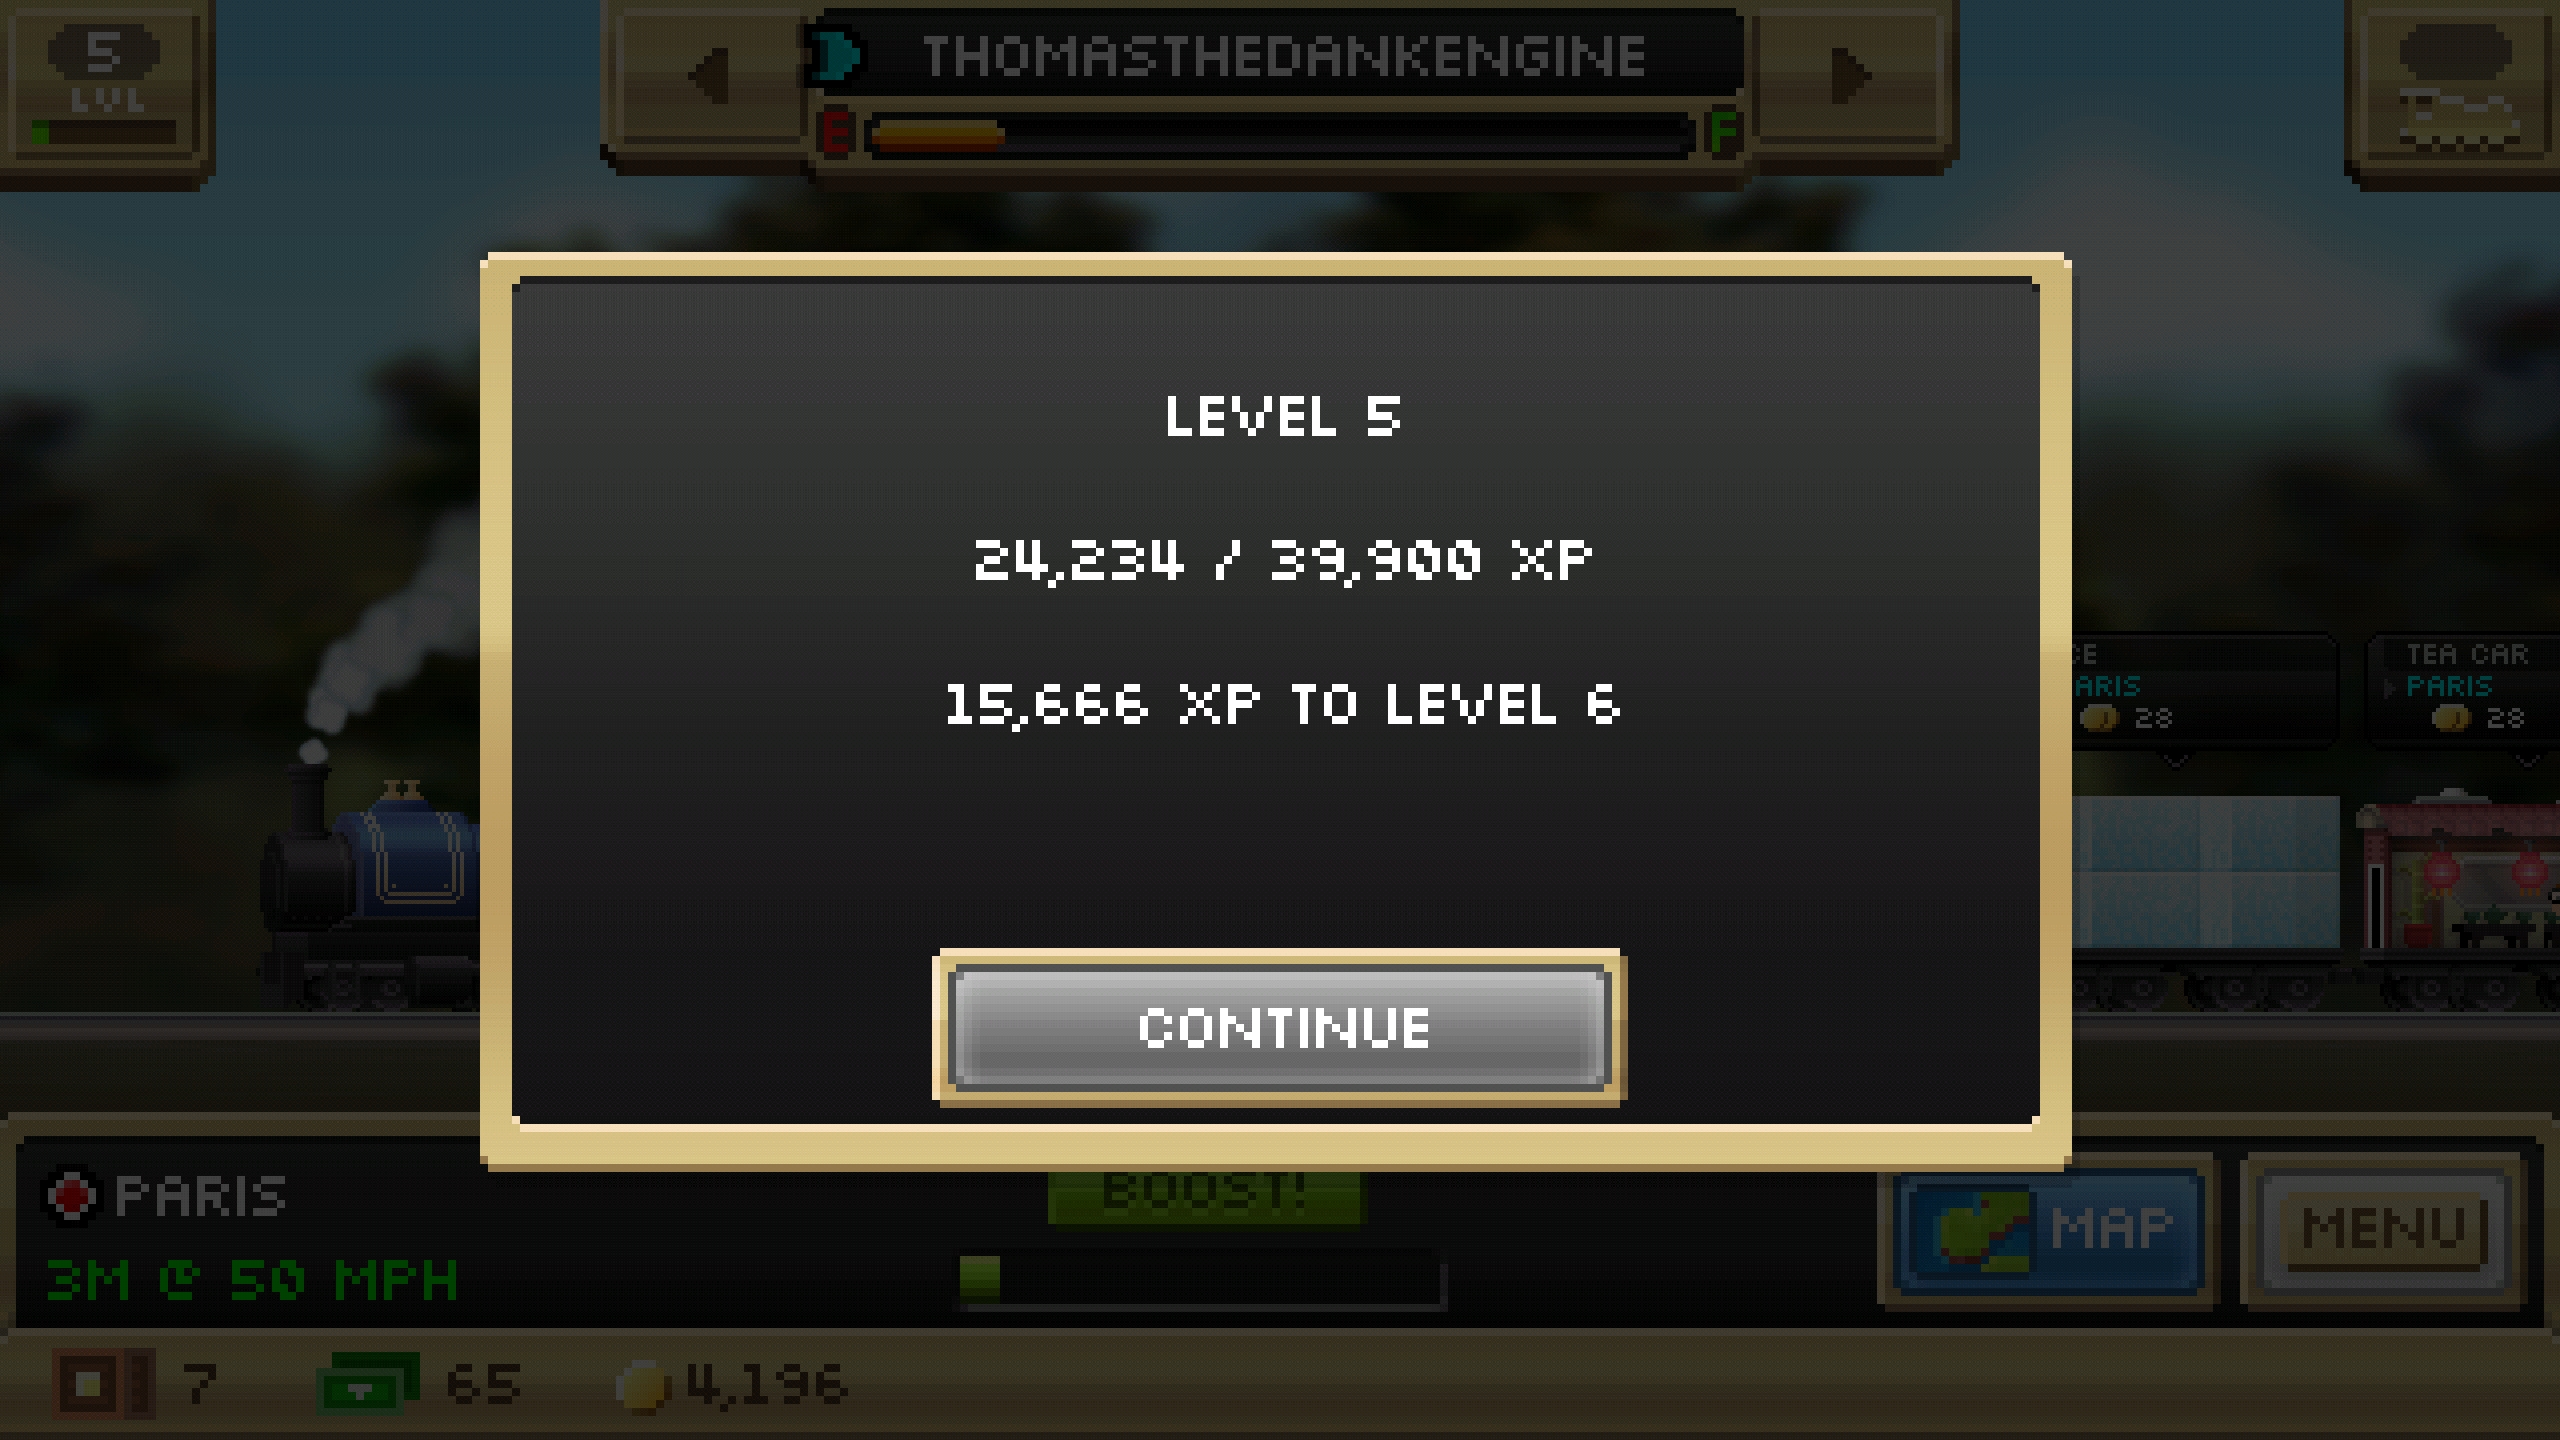 5
LVL
THOMASTHEDANKENGINE
E
F
LEVEL 5
24,234 / 39,900 XP
15,666 XP TO LEVEL 6
TEA CAR
ARIS
PARIS
28
28
CONTINUE
PARIS
BOOST!
3M @ 50 MPH
MAP
MENU
7
65
4,196